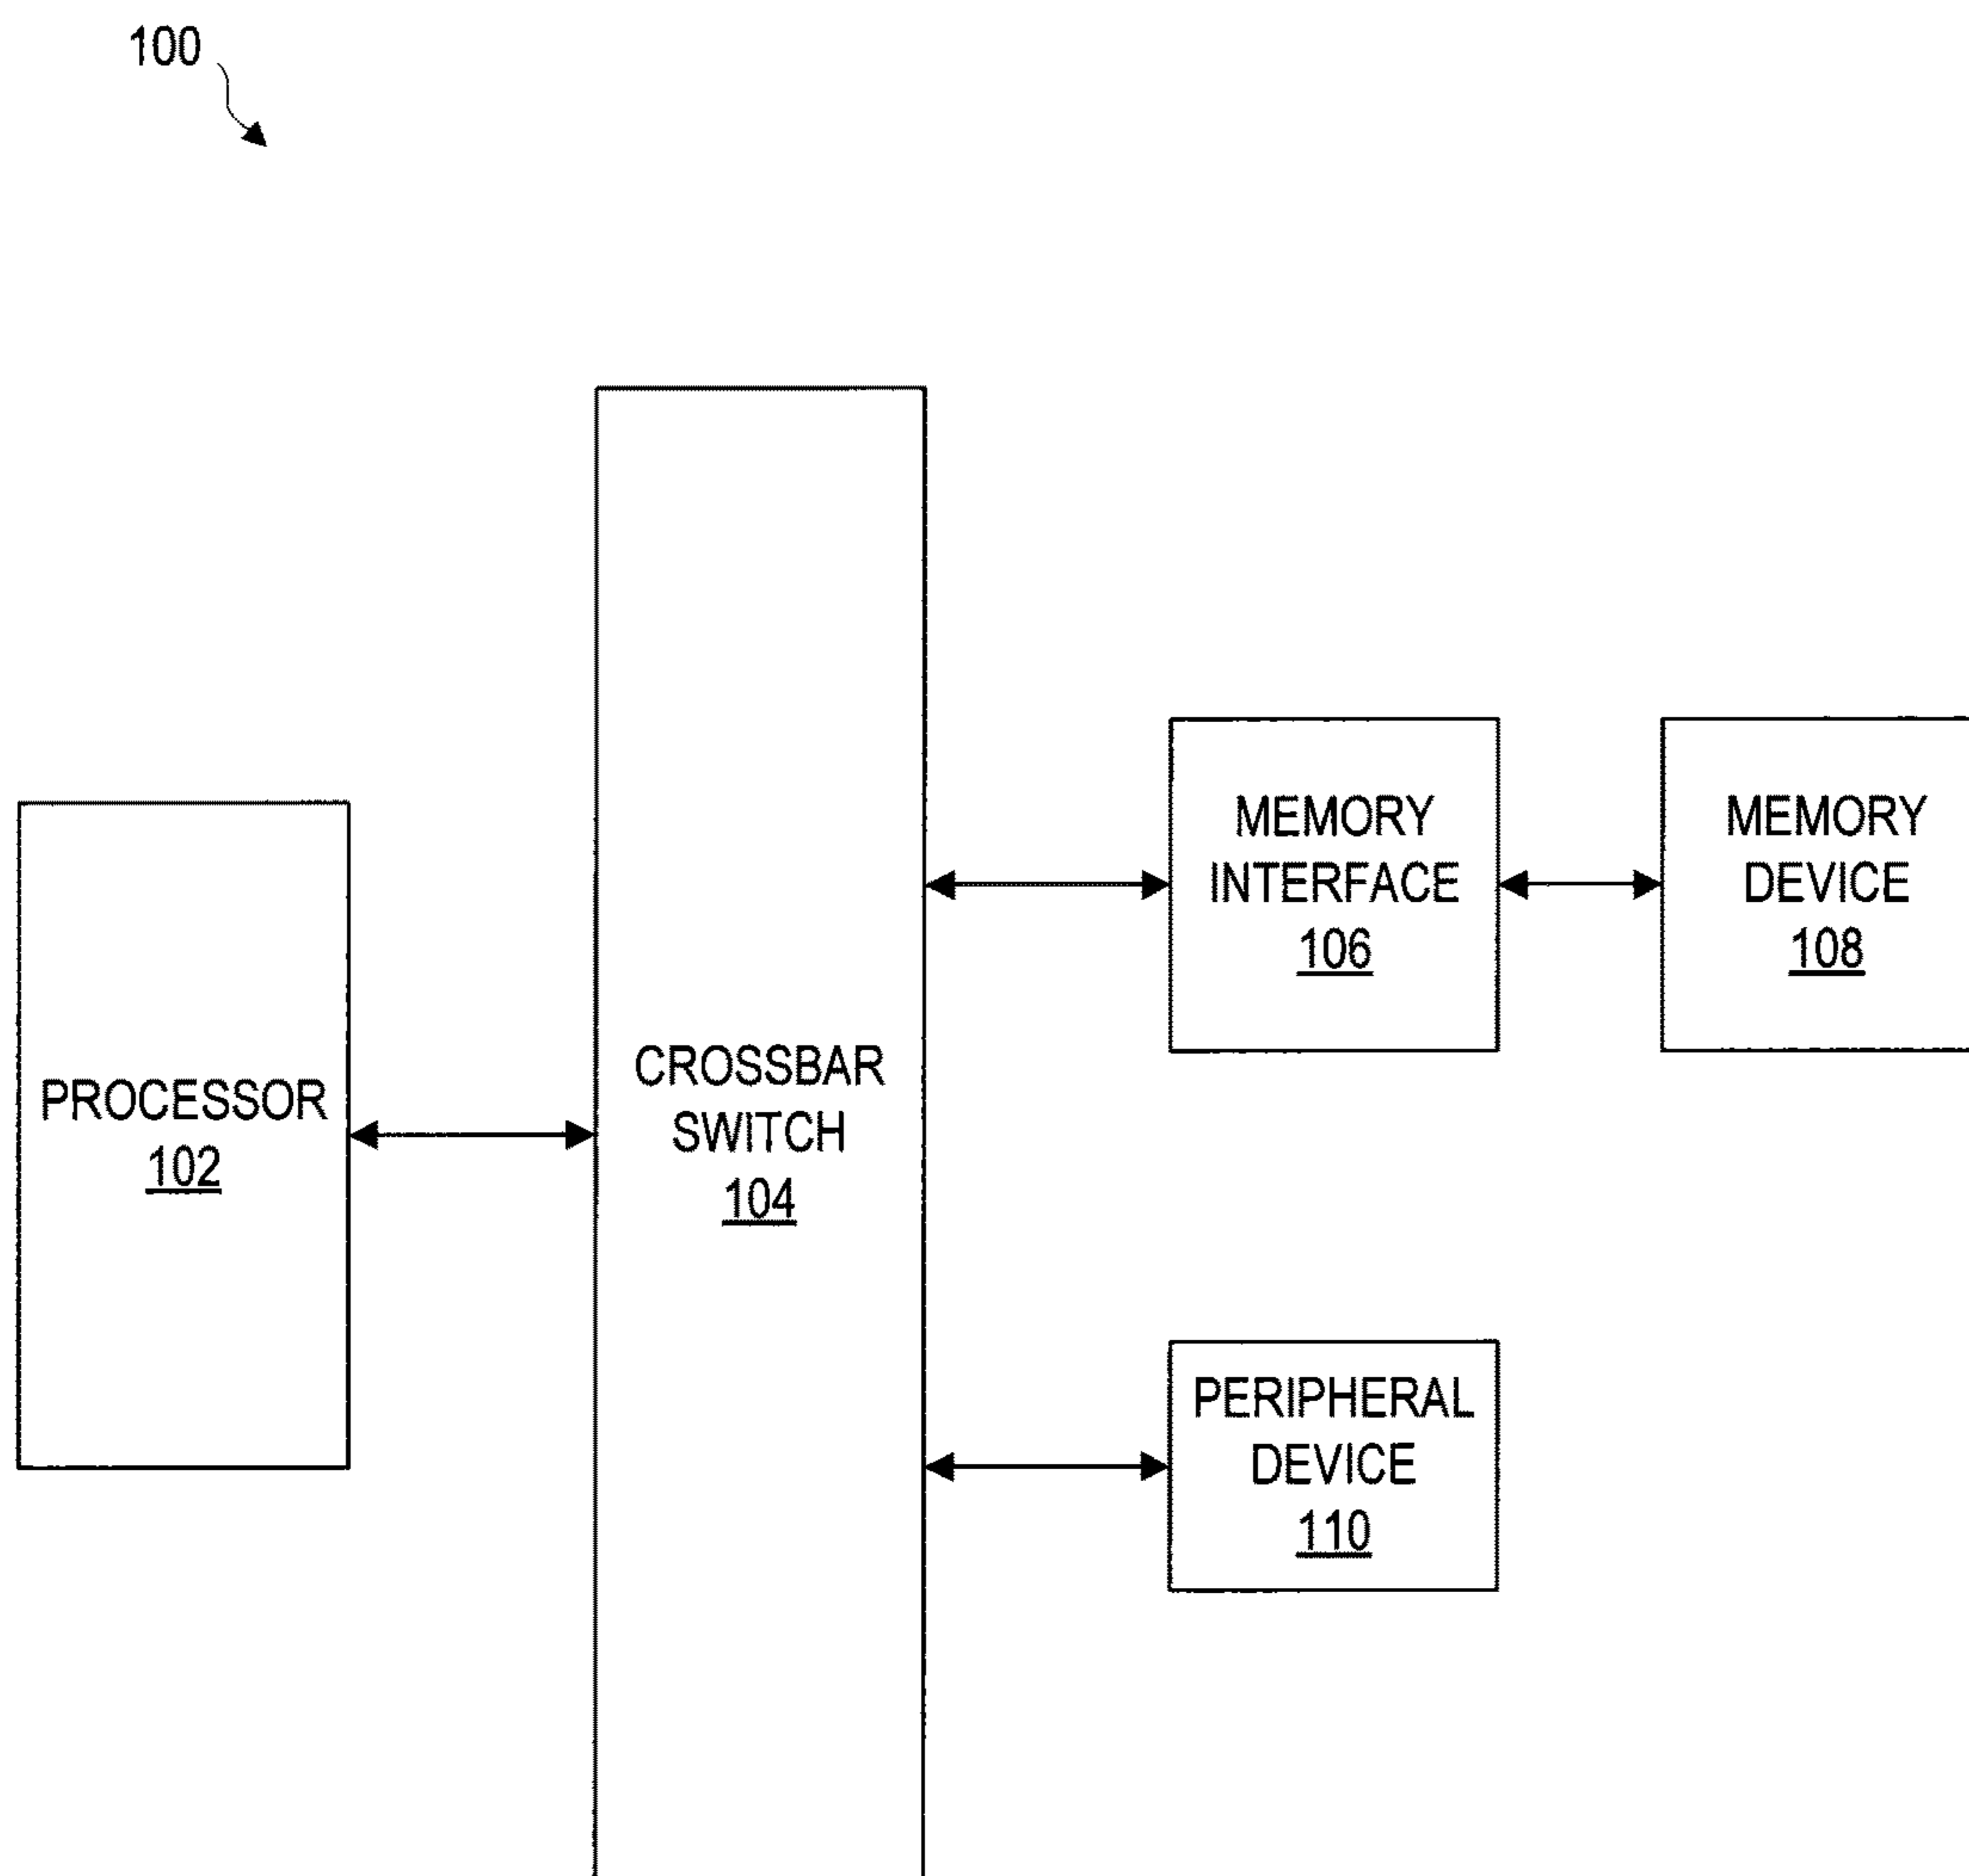 100
PROCESSOR
102
CROSSBAR
SWITCH
104
MEMORY
INTERFACE
106
MEMORY
DEVICE
108
PERIPHERAL
DEVICE
110